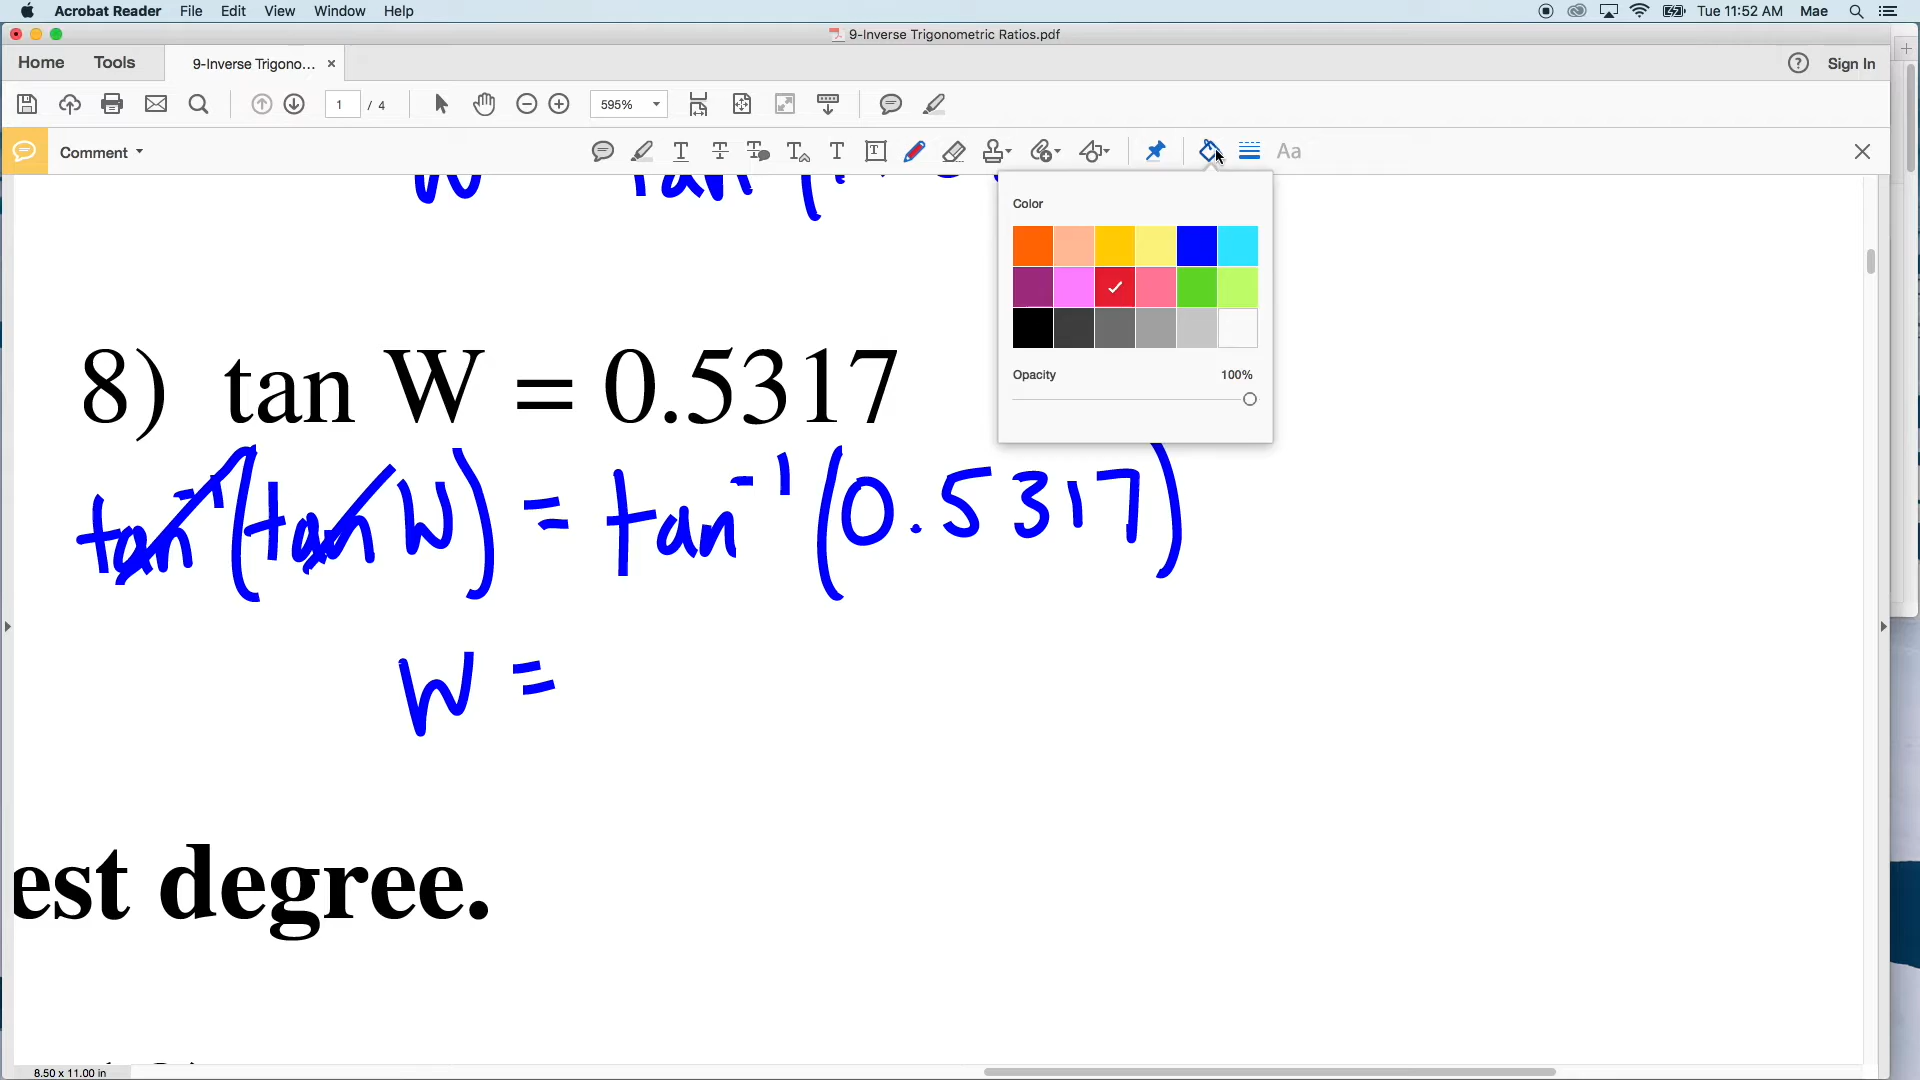 Acrobat Reader File Edit View Window Help Tue 11:52 AM Mae
9-Inverse Trigonometric Ratios.pdf
Home Tools 9-Inverse Trigono... × Sign In
1 / 4 595%
Comment Aa
W tan
Color
Opacity 100%
8) tan W = 0.5317
tan⁻¹(tan W) = tan⁻¹(0.5317)
W =
est degree.
8.50 x 11.00 in